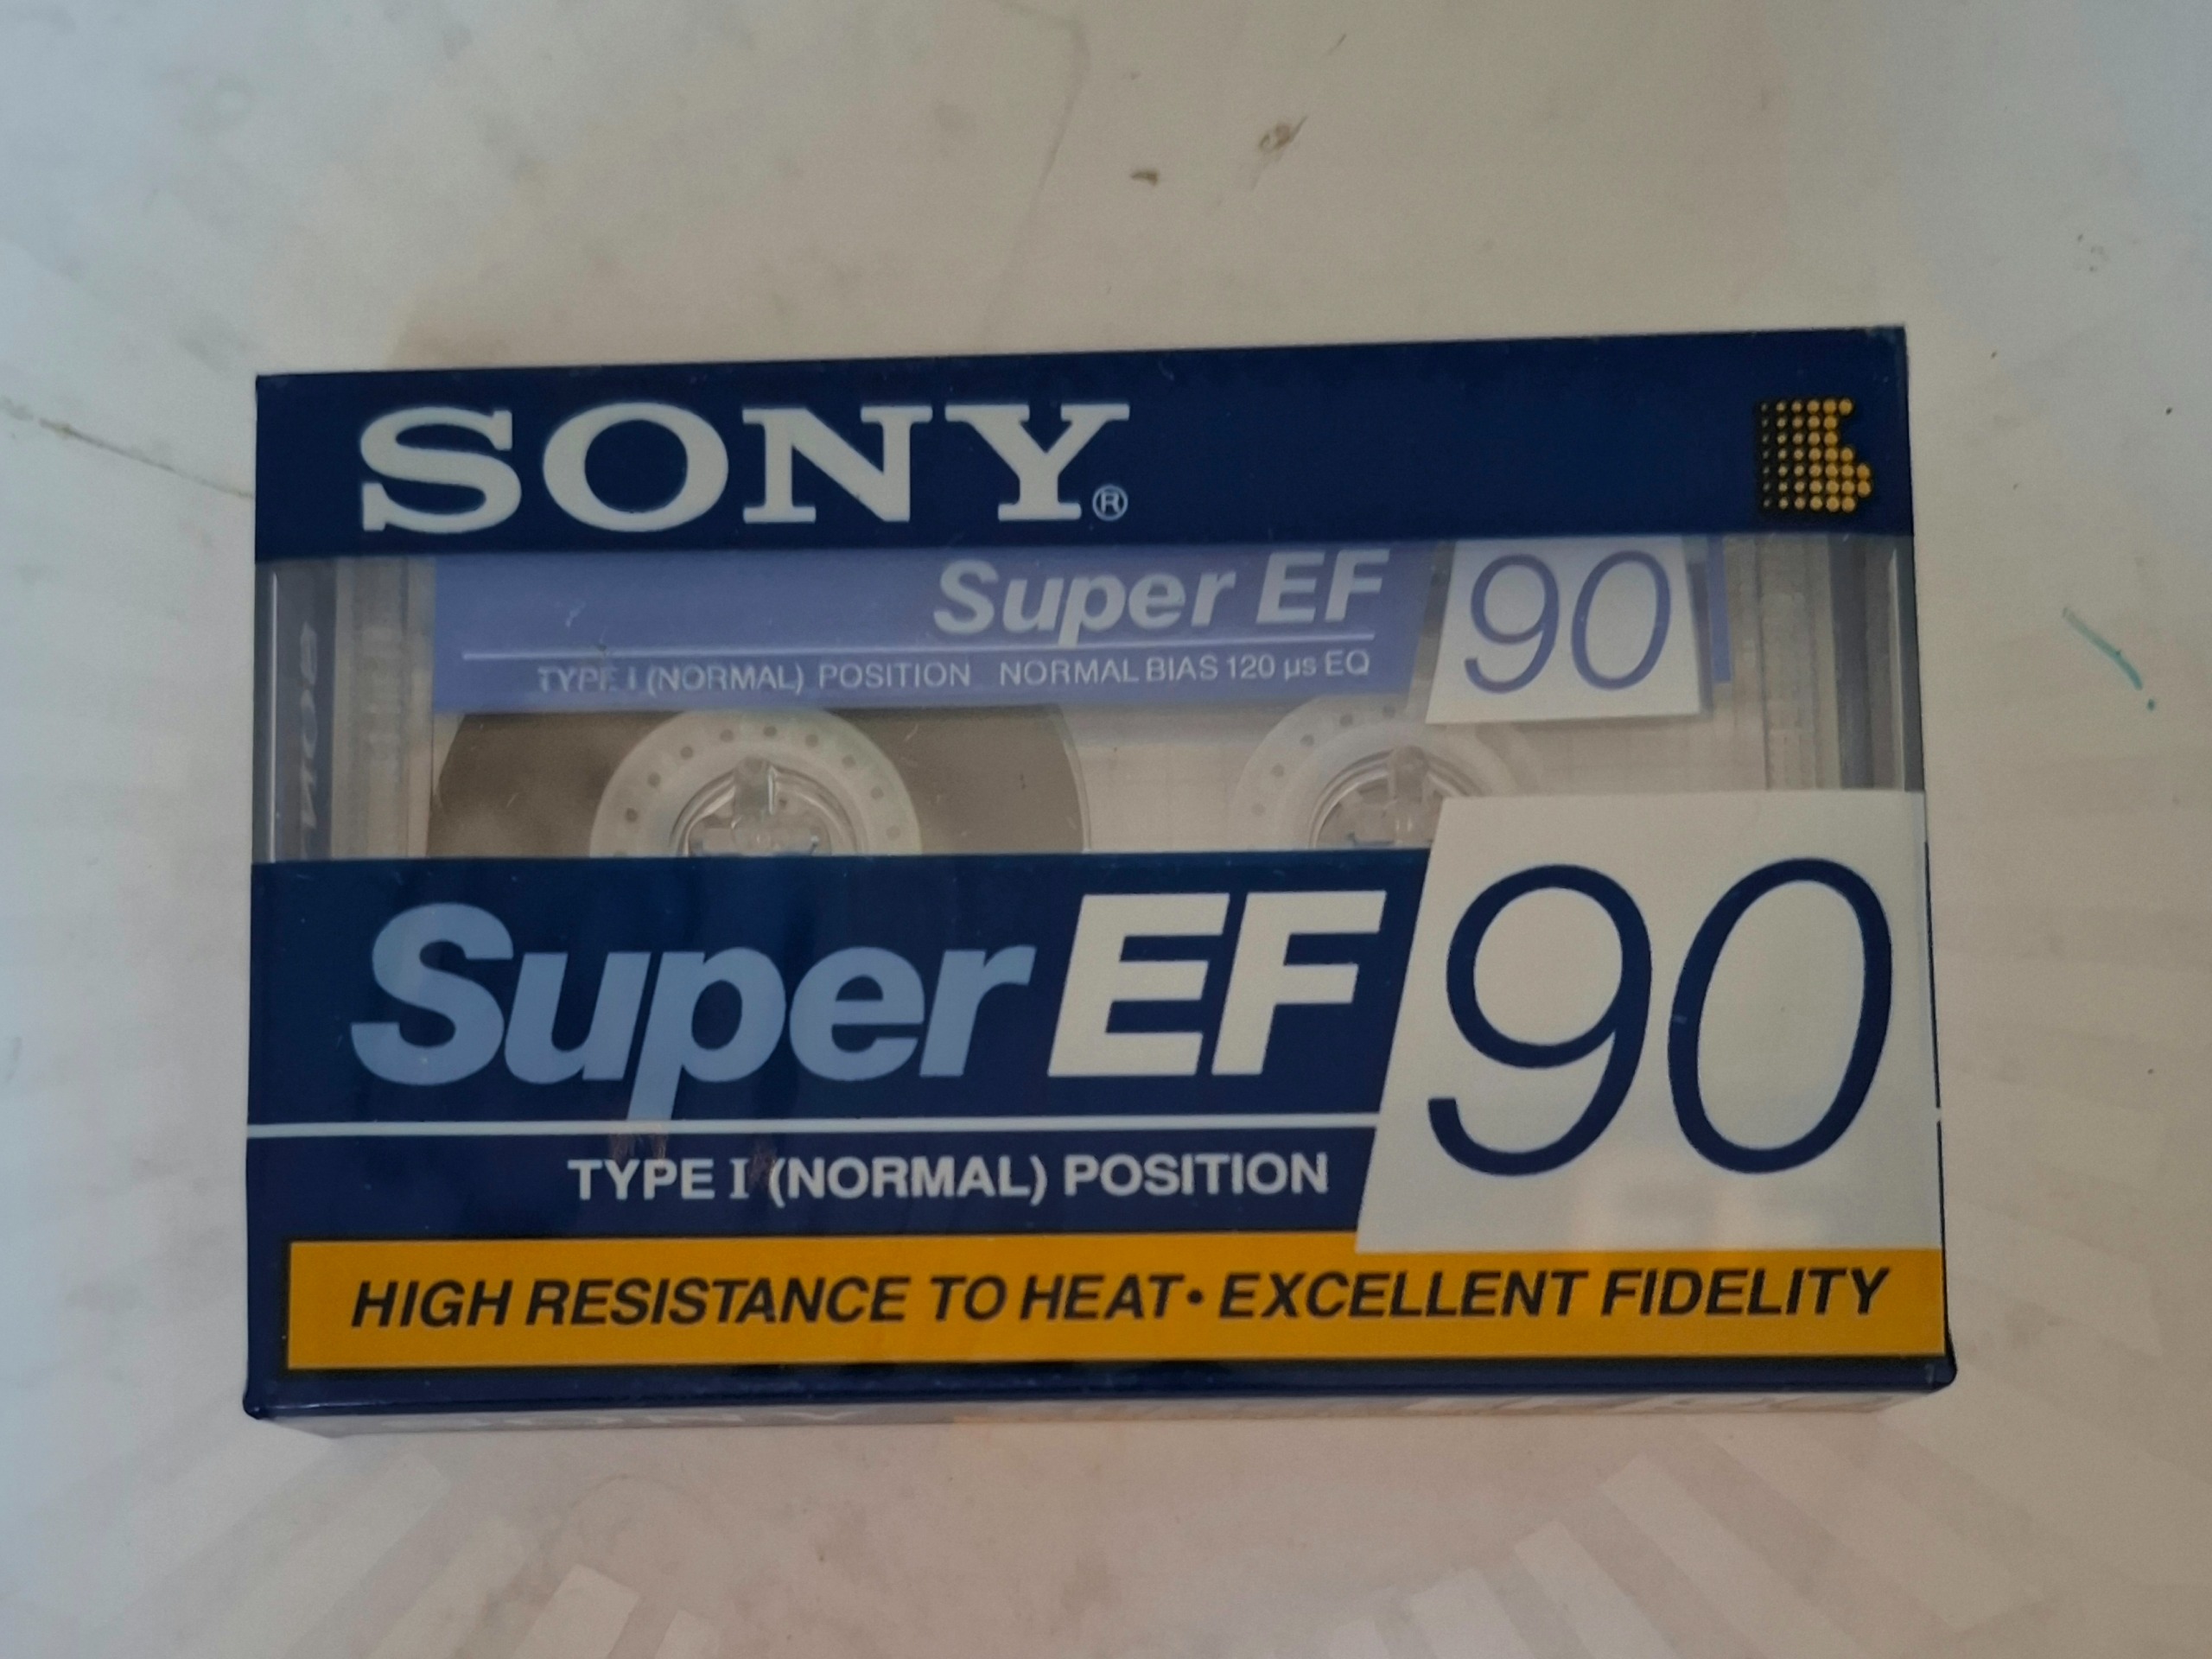 SONY®
Super EF 90
TYPE I (NORMAL) POSITION NORMAL BIAS 120 µs EQ
Super EF 90
TYPE I (NORMAL) POSITION
HIGH RESISTANCE TO HEAT • EXCELLENT FIDELITY